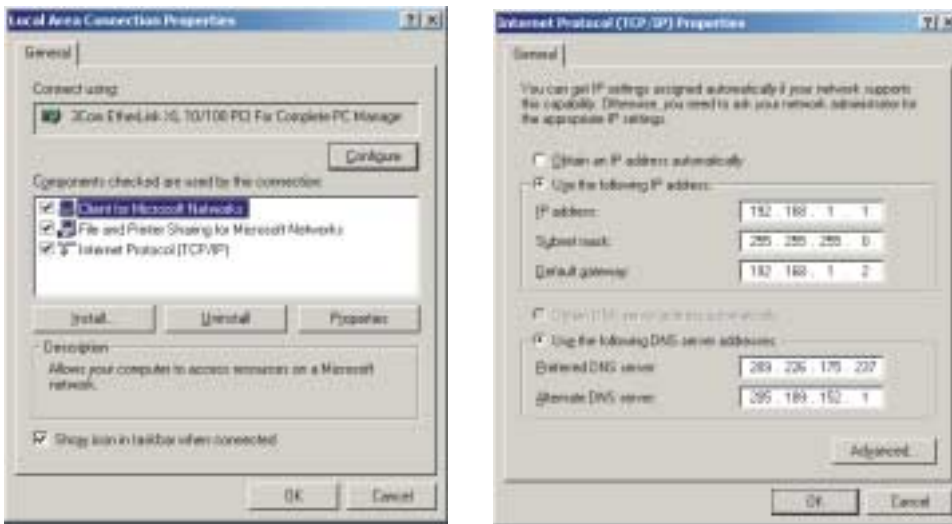 Local Area Connection Properties
General
Connect using:
3Com EtherLink XL 10/100 PCI For Complete PC Manage
Configure
Components checked are used by this connection:
Client for Microsoft Networks
File and Printer Sharing for Microsoft Networks
Internet Protocol (TCP/IP)
Install...
Uninstall
Properties
Description
Allows your computer to access resources on a Microsoft
network.
Show icon in taskbar when connected
OK
Cancel
Internet Protocol (TCP/IP) Properties
General
You can get IP settings assigned automatically if your network supports
this capability. Otherwise, you need to ask your network administrator for
the appropriate IP settings.
Obtain an IP address automatically
Use the following IP address:
IP address:
192 . 168 . 1 . 1
Subnet mask:
255 . 255 . 255 . 0
Default gateway:
192 . 168 . 1 . 2
Obtain DNS server address automatically
Use the following DNS server addresses:
Preferred DNS server:
Alternate DNS server:
Advanced...
OK
Cancel